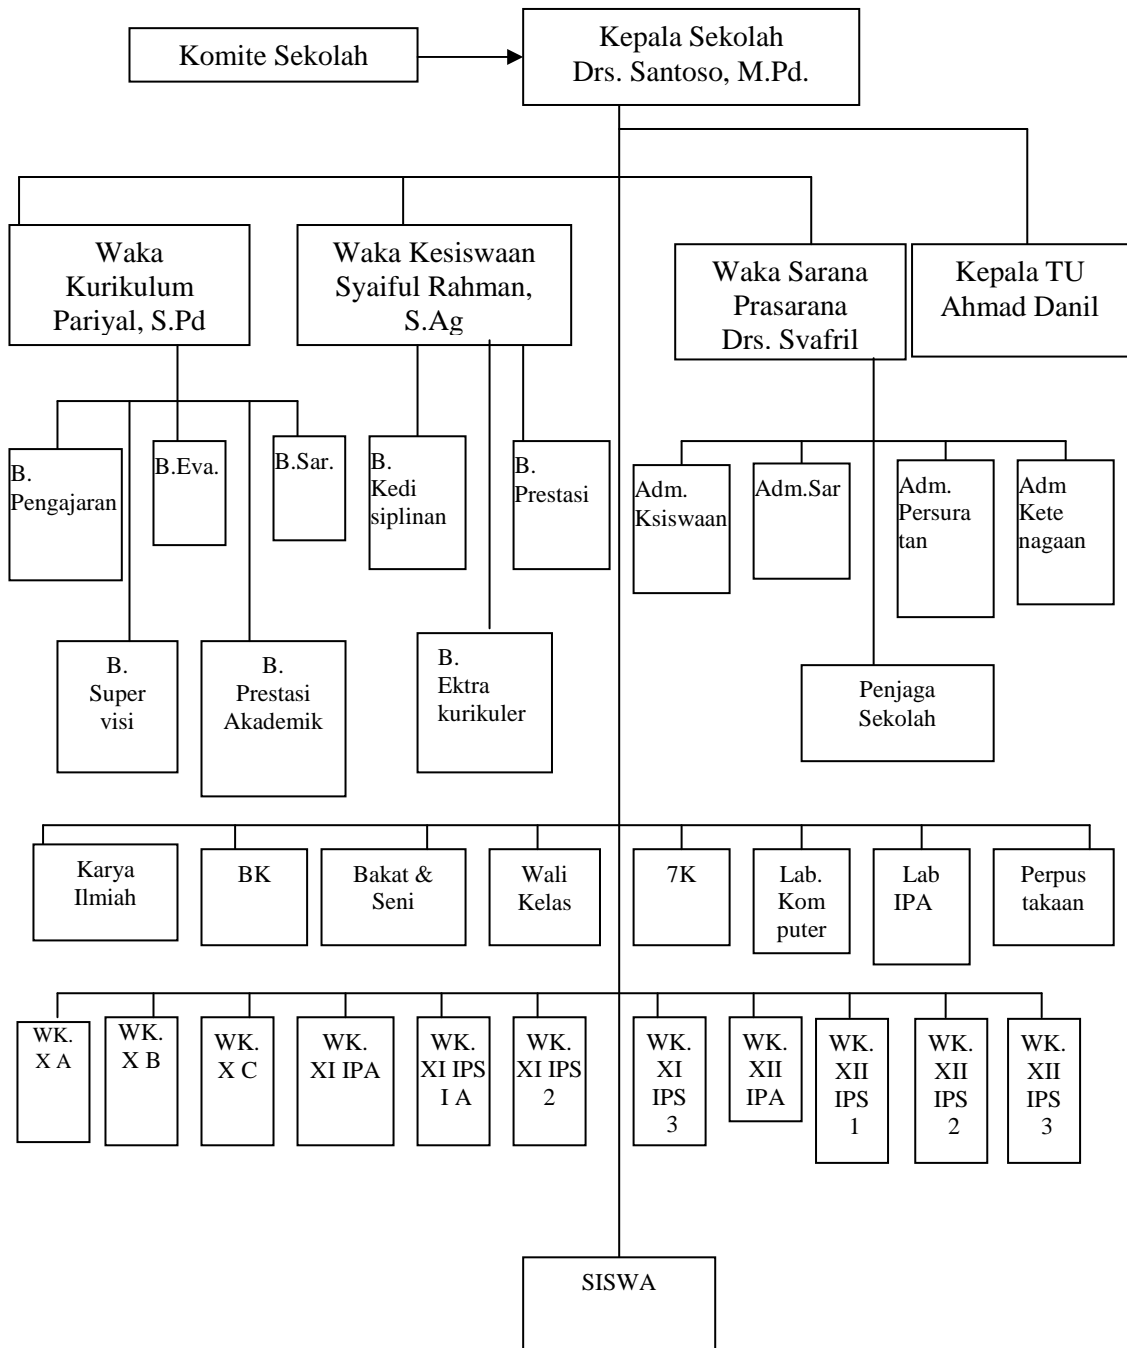 Komite Sekolah
Kepala Sekolah
Drs. Santoso, M.Pd.
Waka
Kurikulum
Pariyal, S.Pd
Waka Kesiswaan
Syaiful Rahman,
S.Ag
Waka Sarana
Prasarana
Drs. Syafril
Kepala TU
Ahmad Danil
B.
Pengajaran
B.Eva.
B.Sar.
B.
Kedi
siplinan
B.
Prestasi
Adm.
Ksiswaan
Adm.Sar
Adm.
Persura
tan
Adm
Kete
nagaan
B.
Super
visi
B.
Prestasi
Akademik
B.
Ektra
kurikuler
Penjaga
Sekolah
Karya
Ilmiah
BK
Bakat &
Seni
Wali
Kelas
7K
Lab.
Kom
puter
Lab
IPA
Perpus
takaan
WK.
X A
WK.
X B
WK.
X C
WK.
XI IPA
WK.
XI IPS
I A
WK.
XI IPS
2
WK.
XI
IPS
3
WK.
XII
IPA
WK.
XII
IPS
1
WK.
XII
IPS
2
WK.
XII
IPS
3
SISWA